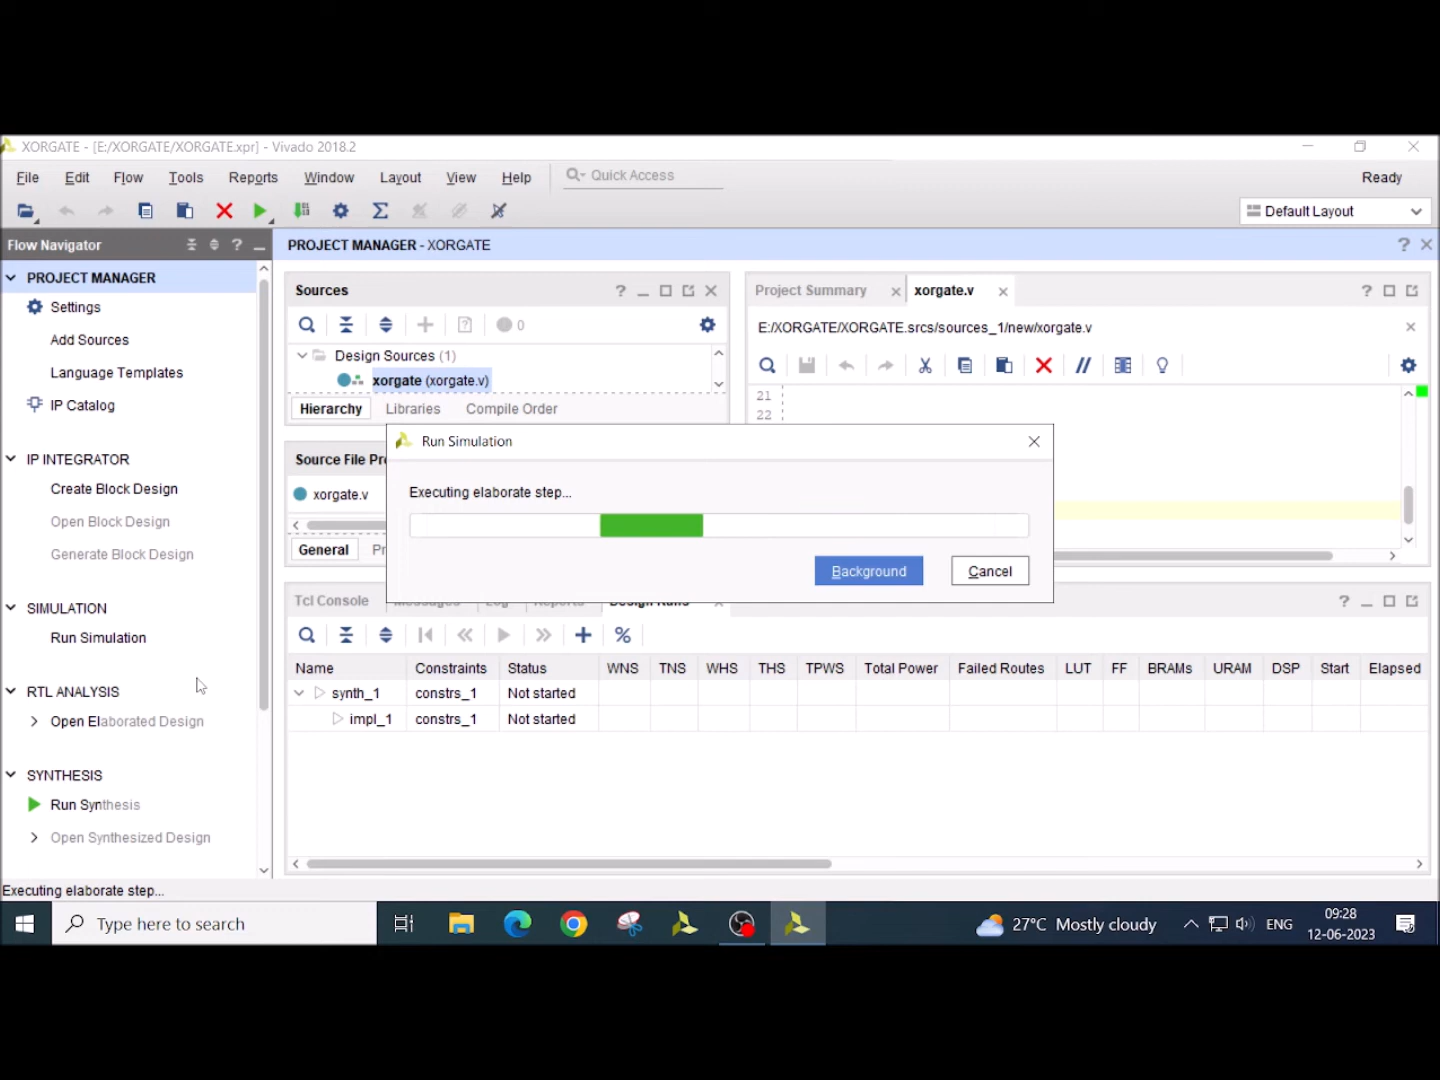 XORGATE - [E:/XORGATE/XORGATE.xpr] - Vivado 2018.2
File Edit Flow Tools Reports Window Layout View Help Quick Access Ready
Default Layout
Flow Navigator
PROJECT MANAGER - XORGATE
PROJECT MANAGER
Settings
Add Sources
Language Templates
IP Catalog
IP INTEGRATOR
Create Block Design
Open Block Design
Generate Block Design
SIMULATION
Run Simulation
RTL ANALYSIS
Open Elaborated Design
SYNTHESIS
Run Synthesis
Open Synthesized Design
Sources
0
Design Sources (1)
xorgate (xorgate.v)
Hierarchy Libraries Compile Order
Source File Pr
xorgate.v
General Pr
Project Summary xorgate.v
E:/XORGATE/XORGATE.srcs/sources_1/new/xorgate.v
21
22
Run Simulation
Executing elaborate step...
Background Cancel
Tcl Console Messages Log Reports Design Runs
Name Constraints Status WNS TNS WHS THS TPWS Total Power Failed Routes LUT FF BRAMs URAM DSP Start Elapsed
synth_1 constrs_1 Not started
impl_1 constrs_1 Not started
Executing elaborate step...
Type here to search
27°C Mostly cloudy
ENG
09:28
12-06-2023